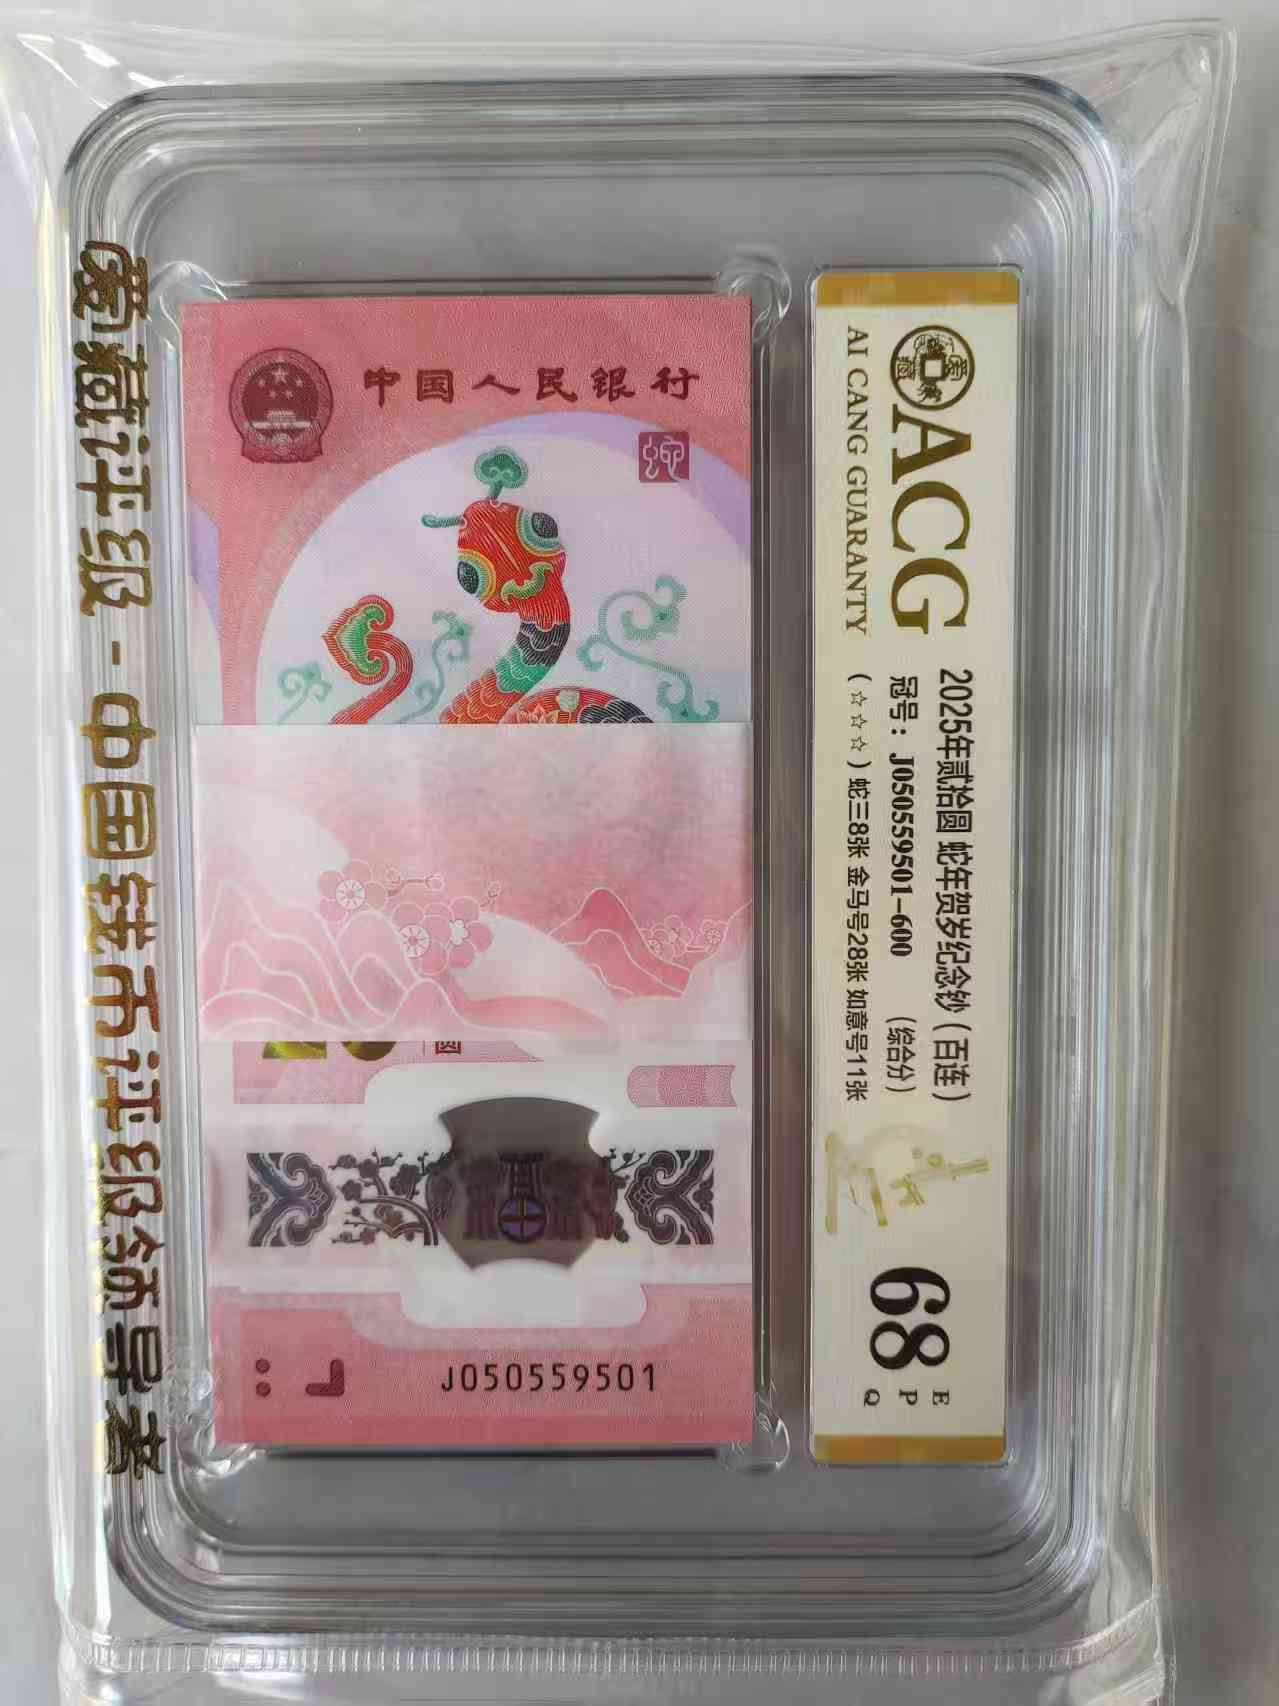 爱藏评级-中国钱币评级领导者
中国人民银行
蛇
圆
J050559501
ACG
AI CANG GUARANTY
2025年贰拾圆 蛇年贺岁纪念钞（百连）
冠号：J050559501-600 （综合分）
（☆☆☆）蛇三8张 金马号28张 如意号11张
68
E
P
Q